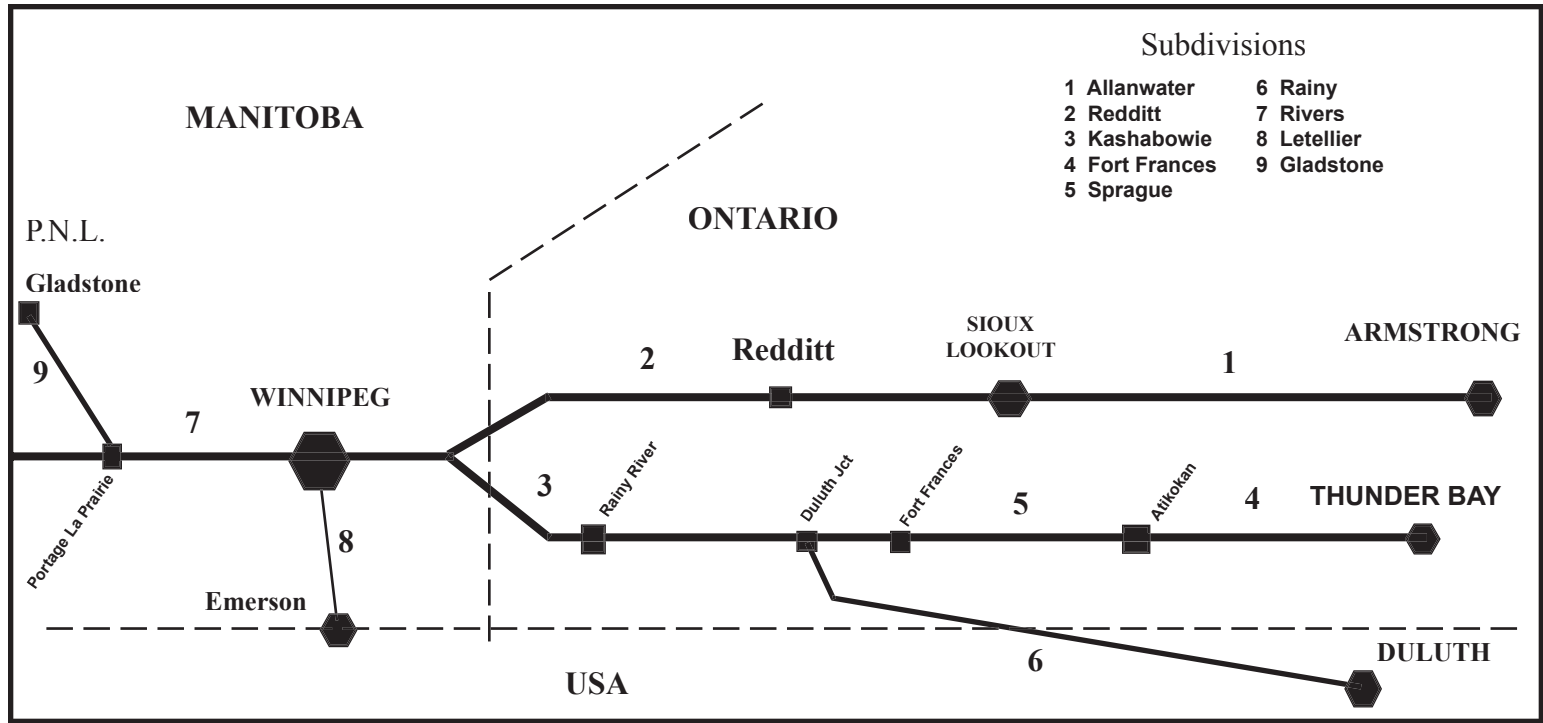 Subdivisions
1 Allanwater
2 Redditt
3 Kashabowie
4 Fort Frances
5 Sprague
6 Rainy
7 Rivers
8 Letellier
9 Gladstone
MANITOBA
ONTARIO
P.N.L.
Gladstone
9
7
WINNIPEG
2
Redditt
SIOUX
LOOKOUT
1
ARMSTRONG
Portage La Prairie
8
Emerson
3
Rainy River
Duluth Jct
Fort Frances
5
Atikokan
4
THUNDER BAY
6
DULUTH
USA